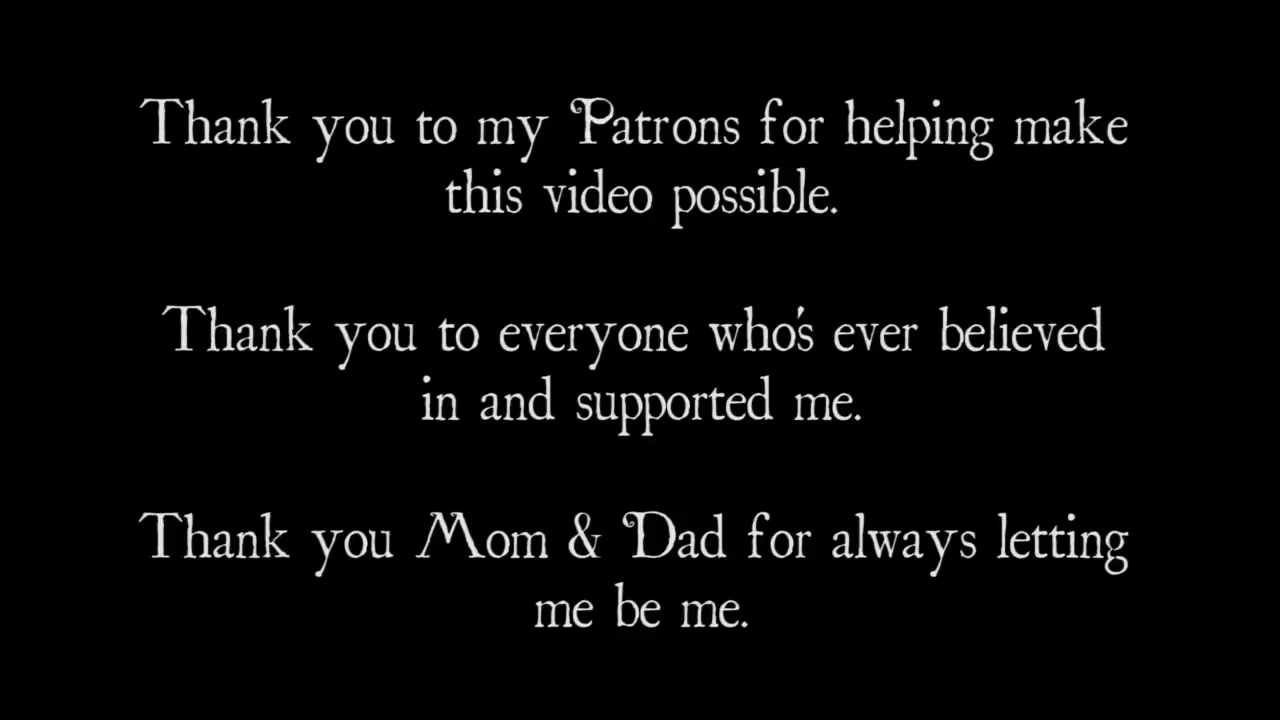 Thank you to my Patrons for helping make
this video possible.
Thank you to everyone who's ever believed
in and supported me.
Thank you Mom & Dad for always letting
me be me.